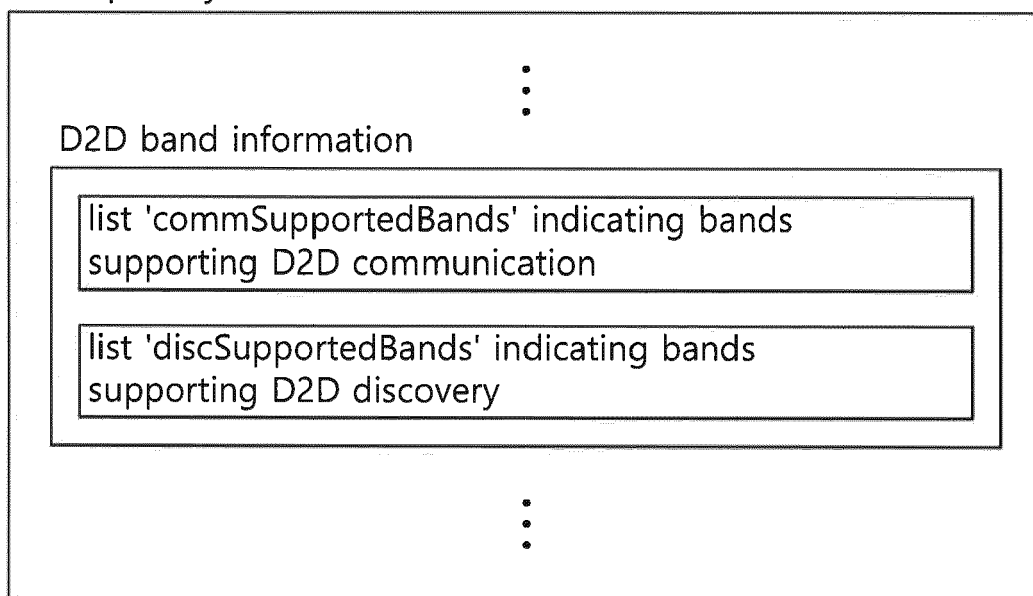 D2D band information
list 'commSupportedBands' indicating bands
supporting D2D communication
list 'discSupportedBands' indicating bands
supporting D2D discovery